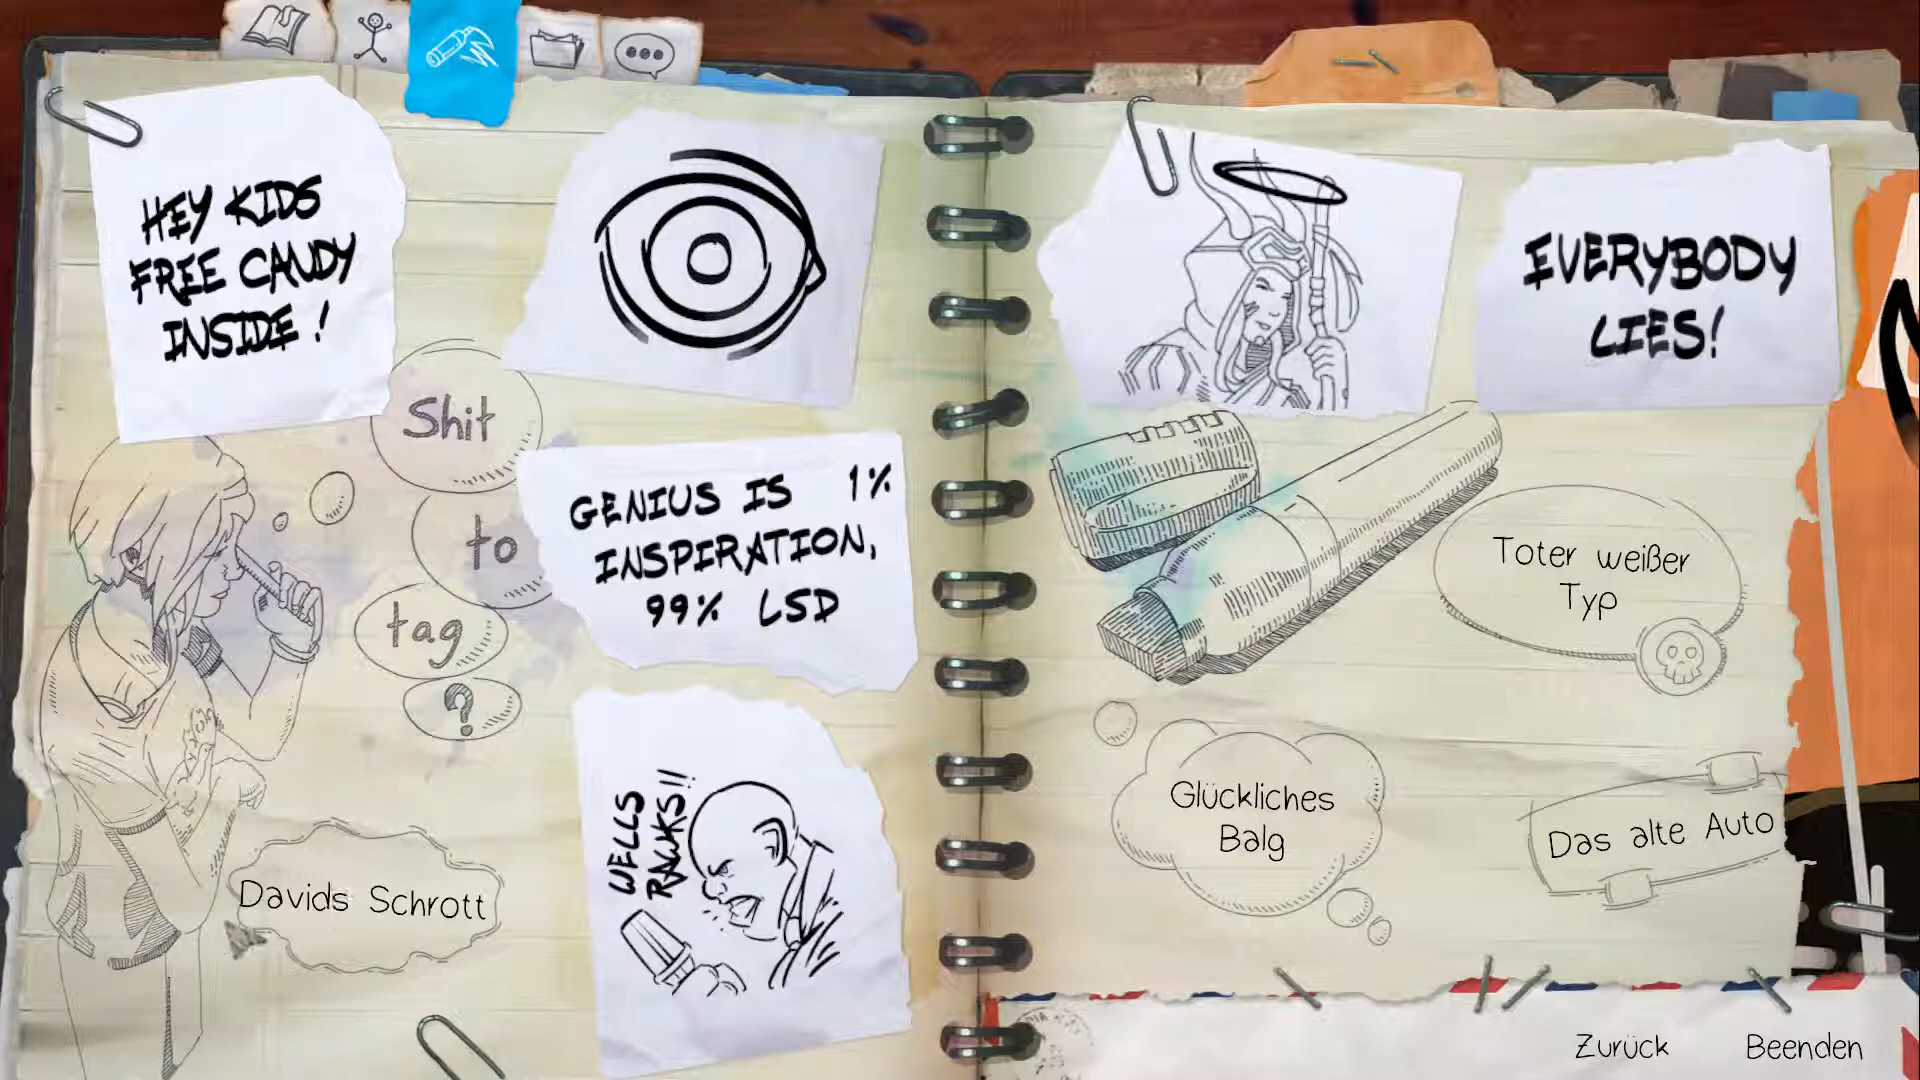 HEY KIDS
FREE CANDY
INSIDE!
Shit
to
tag
?
GENIUS IS 1%
INSPIRATION,
99% LSD
Davids Schrott
WELLS
RAWKS!!
EVERYBODY
LIES!
Toter weißer
Typ
Glückliches
Balg
Das alte Auto
Zurück
Beenden